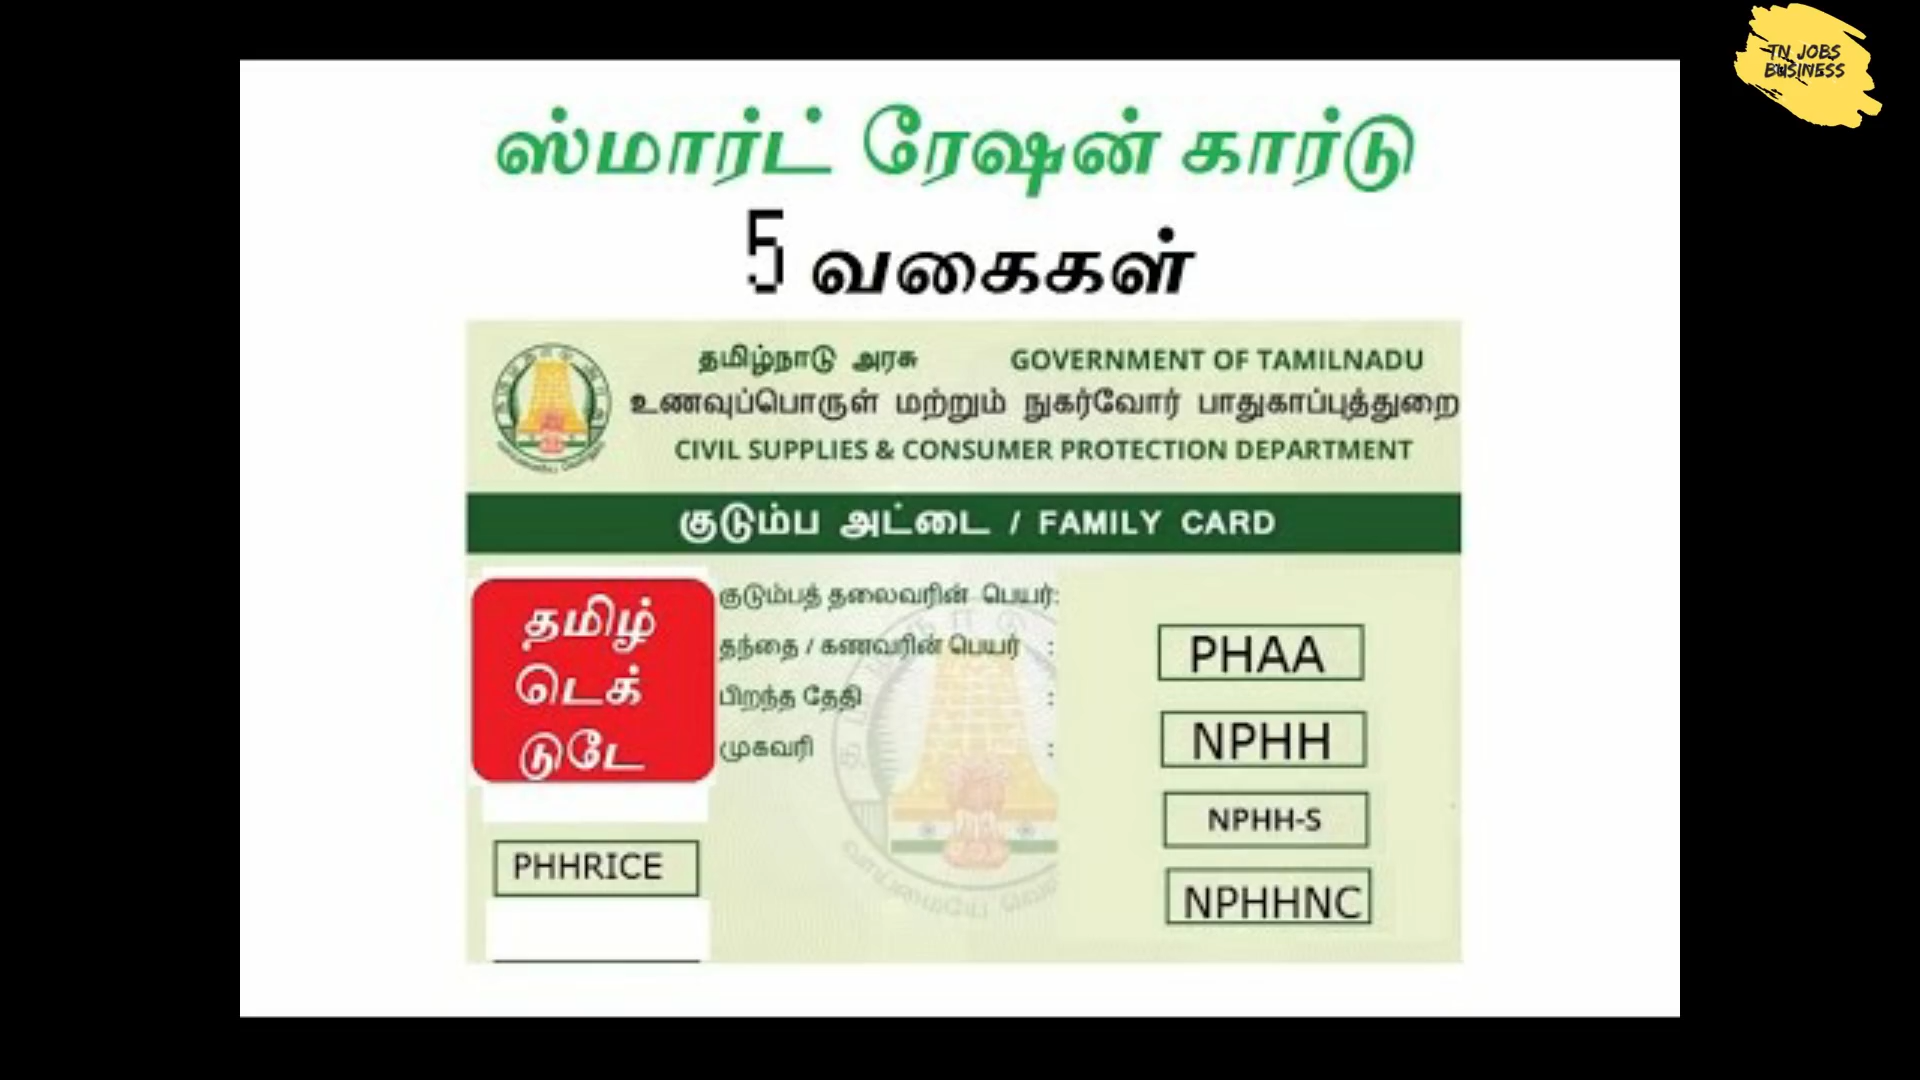 TN JOBS
BUSINESS
ஸ்மார்ட் ரேஷன் கார்டு
5 வகைகள்
தமிழ்நாடு அரசு GOVERNMENT OF TAMILNADU
உணவுப்பொருள் மற்றும் நுகர்வோர் பாதுகாப்புத்துறை
CIVIL SUPPLIES & CONSUMER PROTECTION DEPARTMENT
குடும்ப அட்டை / FAMILY CARD
தமிழ்
டெக்
டுடே
குடும்பத் தலைவரின் பெயர்:
தந்தை / கணவரின் பெயர் :
பிறந்த தேதி :
முகவரி :
PHHRICE
PHAA
NPHH
NPHH-S
NPHHNC